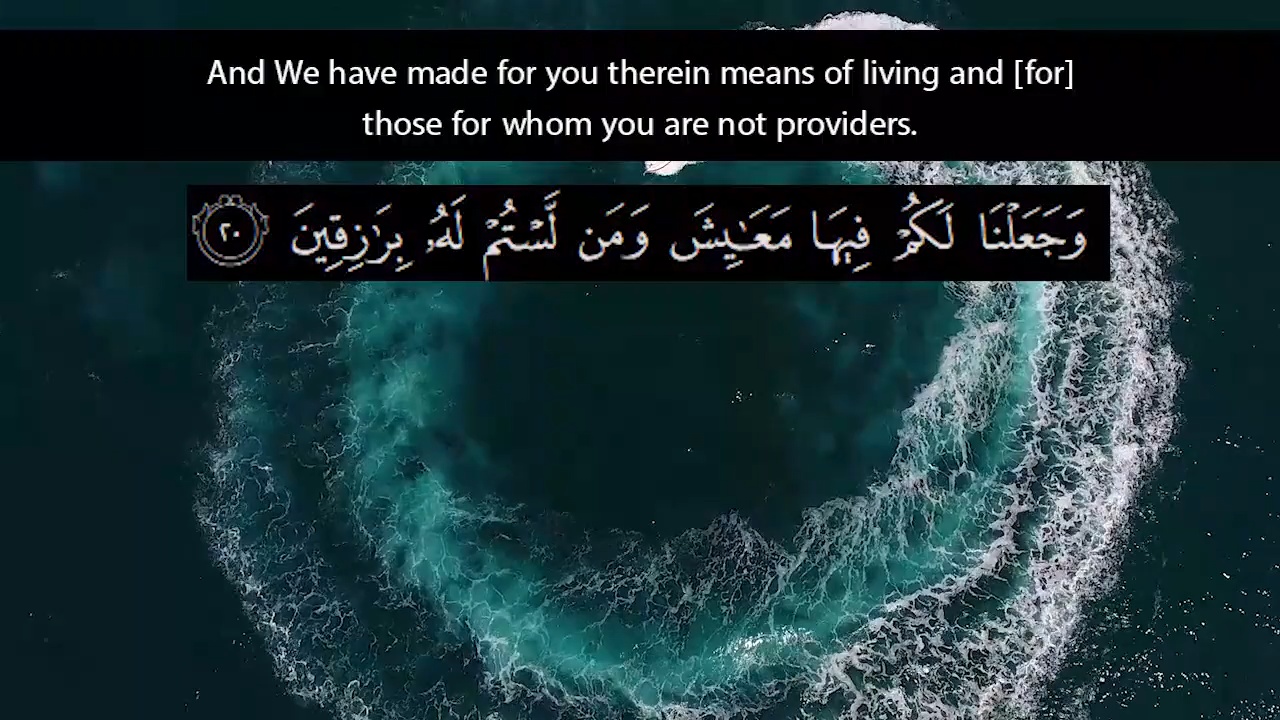 And We have made for you therein means of living and [for]
those for whom you are not providers.
وَجَعَلْنَا لَكُمْ فِيهَا مَعَـٰيِشَ وَمَن لَّسْتُمْ لَهُۥ بِرَٰزِقِينَ ٢٠